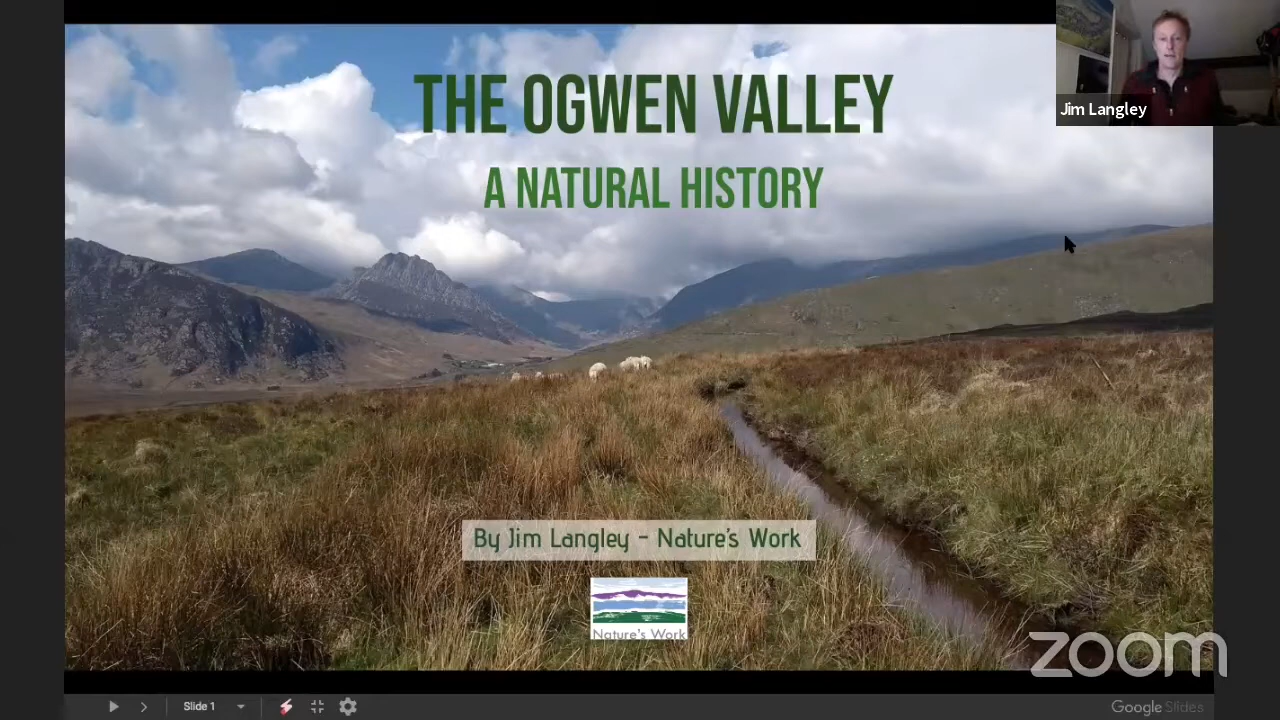 THE OGWEN VALLEY
A NATURAL HISTORY
Jim Langley
By Jim Langley - Nature's Work
Nature's Work
zoom
Slide 1
Google Slides